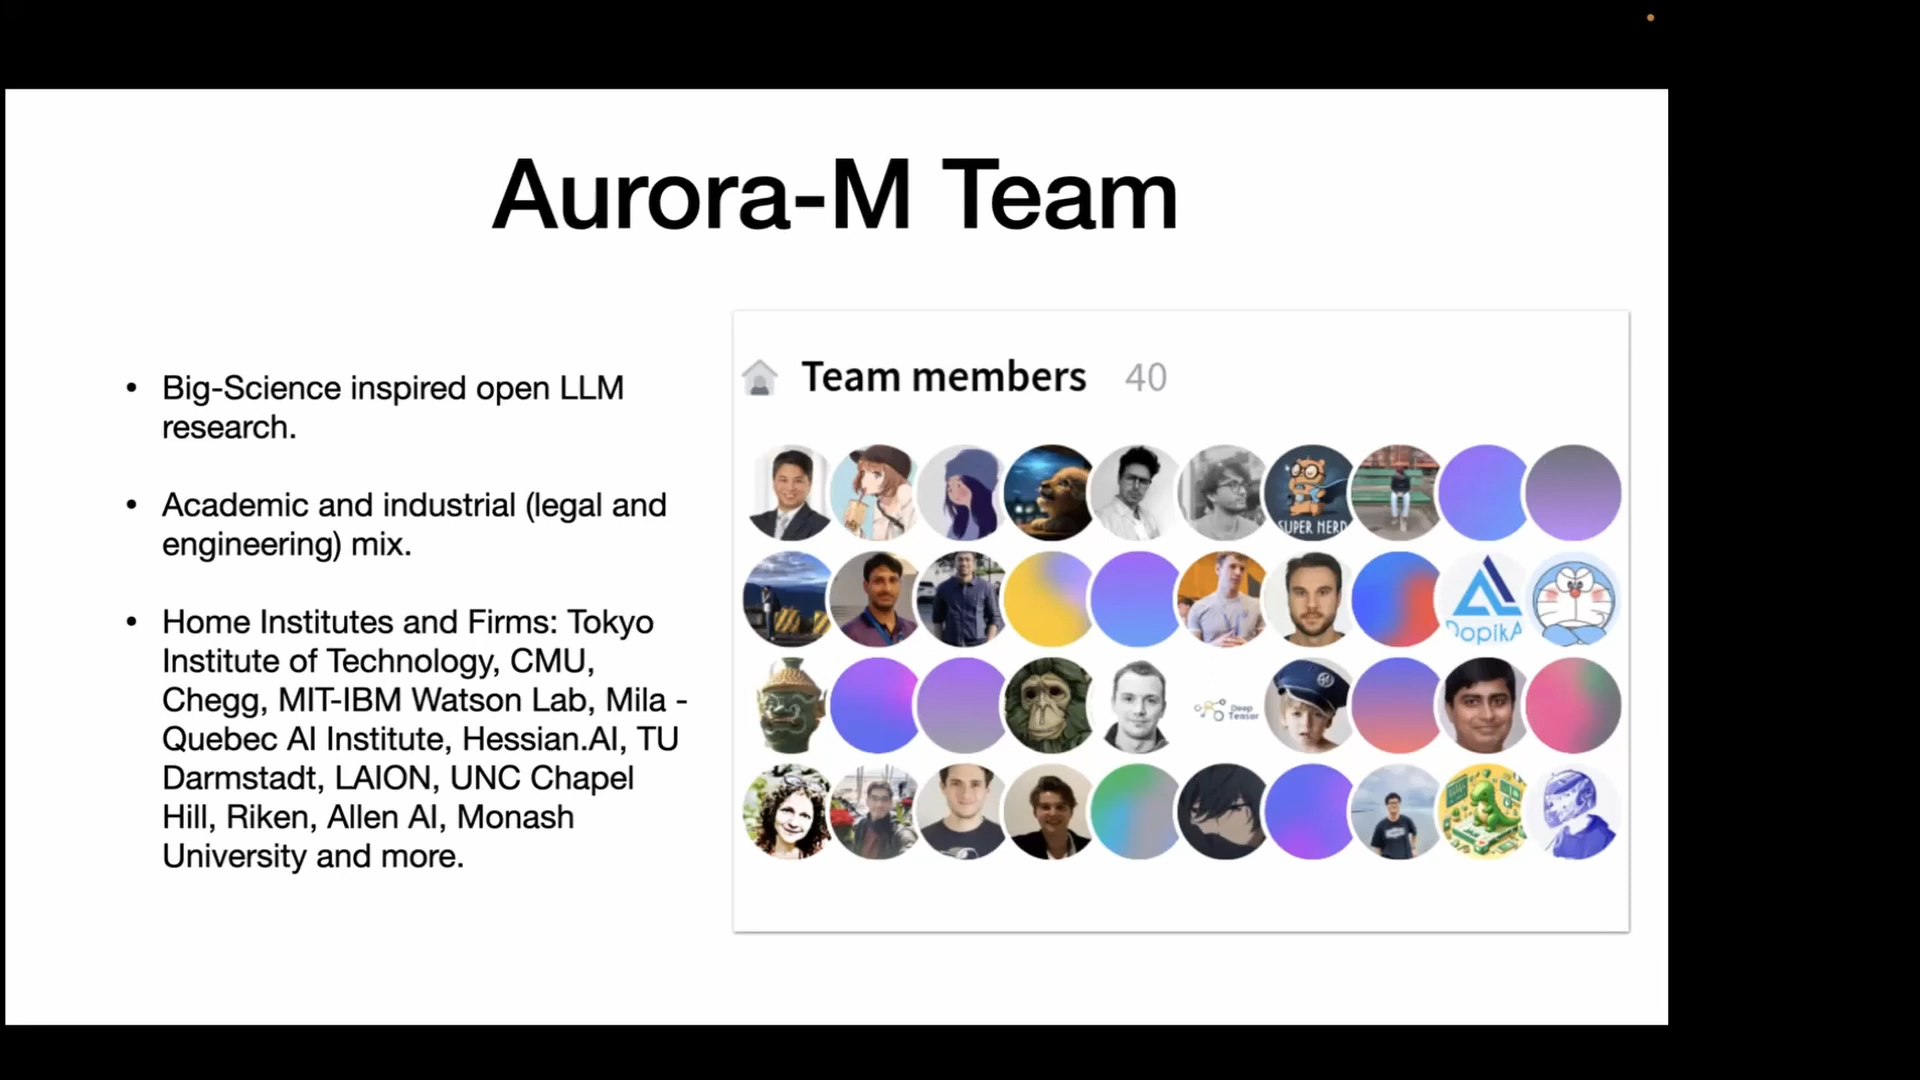 Aurora-M Team
• Big-Science inspired open LLM
research.
• Academic and industrial (legal and
engineering) mix.
• Home Institutes and Firms: Tokyo
Institute of Technology, CMU,
Chegg, MIT-IBM Watson Lab, Mila -
Quebec AI Institute, Hessian.AI, TU
Darmstadt, LAION, UNC Chapel
Hill, Riken, Allen AI, Monash
University and more.
Team members 40
SUPER NERD
DopikA
Deep
Tensor